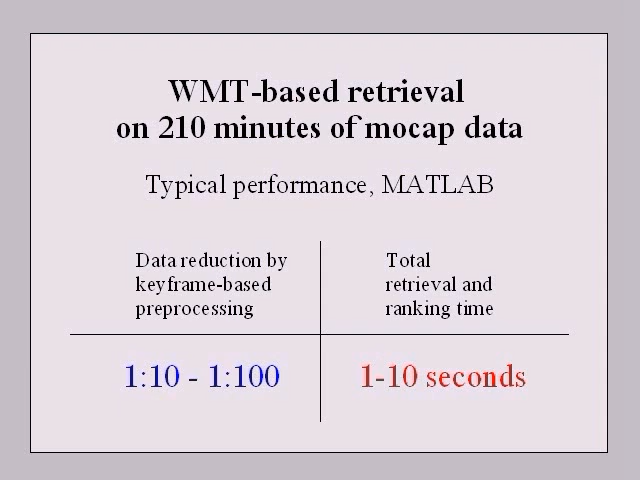 WMT-based retrieval
on 210 minutes of mocap data
Typical performance, MATLAB
Data reduction by
keyframe-based
preprocessing
Total
retrieval and
ranking time
1:10 - 1:100
1-10 seconds